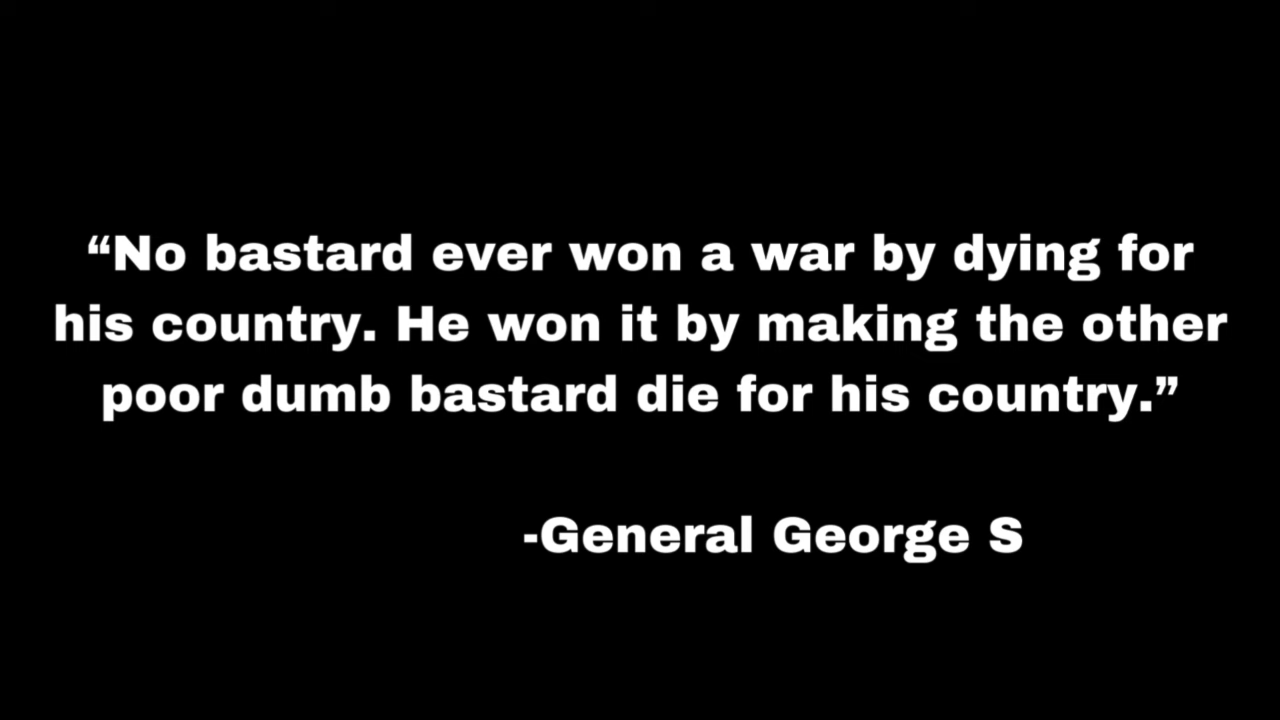 “No bastard ever won a war by dying for
his country. He won it by making the other
poor dumb bastard die for his country.”
-General George S